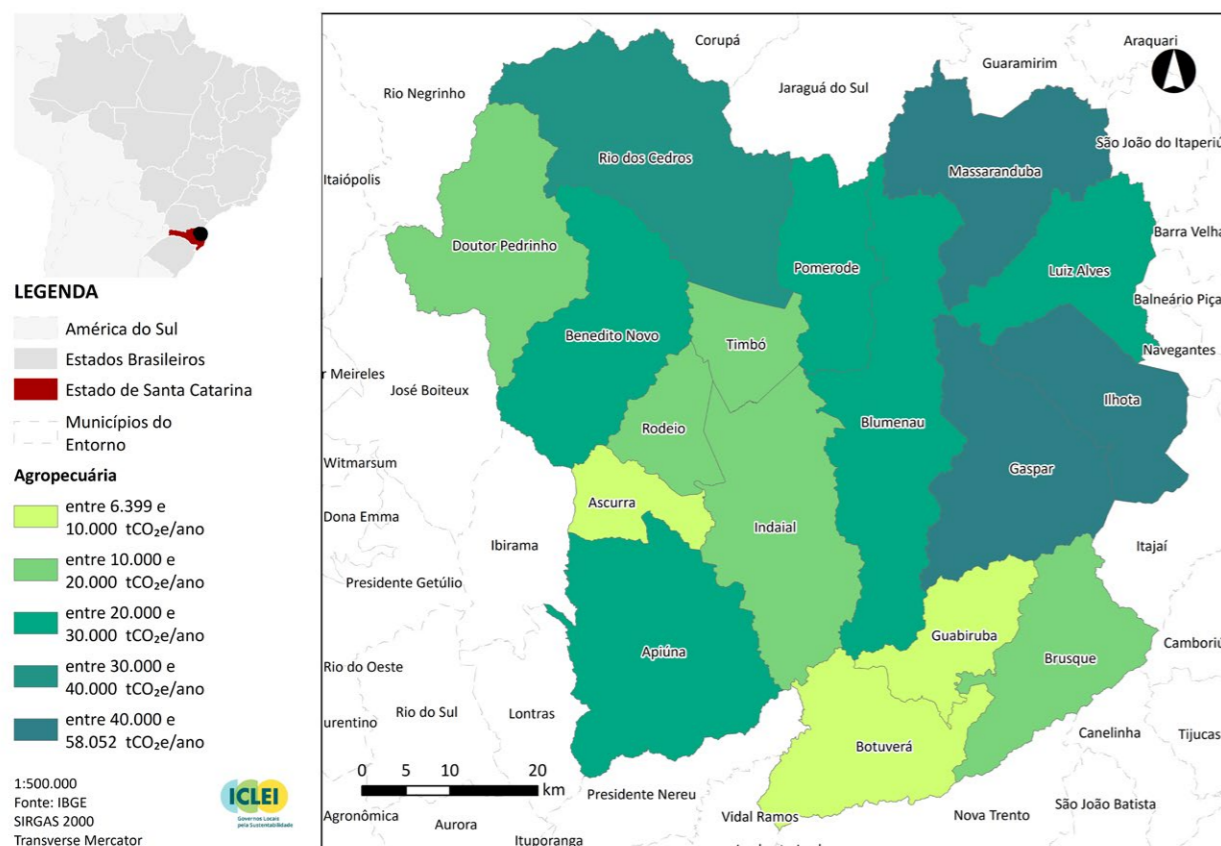 LEGENDA
América do Sul
Estados Brasileiros
Estado de Santa Catarina
Municípios do
Entorno
Agropecuária
entre 6.399 e
10.000 tCO₂e/ano
entre 10.000 e
20.000 tCO₂e/ano
entre 20.000 e
30.000 tCO₂e/ano
entre 30.000 e
40.000 tCO₂e/ano
entre 40.000 e
58.052 tCO₂e/ano
1:500.000
Fonte: IBGE
SIRGAS 2000
Transverse Mercator
ICLEI
Governos Locais
pela Sustentabilidade
Corupá
Araquari
Guaramirim
Rio Negrinho
Jaraguá do Sul
São João do Itaperiú
Rio dos Cedros
Massaranduba
Itaiópolis
Barra Velha
Doutor Pedrinho
Pomerode
Luiz Alves
Balneário Piça
Benedito Novo
Timbó
Navegantes
r Meireles
José Boiteux
Ilhota
Rodeio
Blumenau
Witmarsum
Gaspar
Ascurra
Dona Emma
Indaial
Ibirama
Itajaí
Presidente Getúlio
Guabiruba
Camboriú
Apiúna
Brusque
Rio do Oeste
Rio do Sul
Lontras
urentino
Canelinha
Tijucas
Botuverá
0 5 10 20
km
Presidente Nereu
São João Batista
Agronômica
Aurora
Vidal Ramos
Nova Trento
Ituporanga